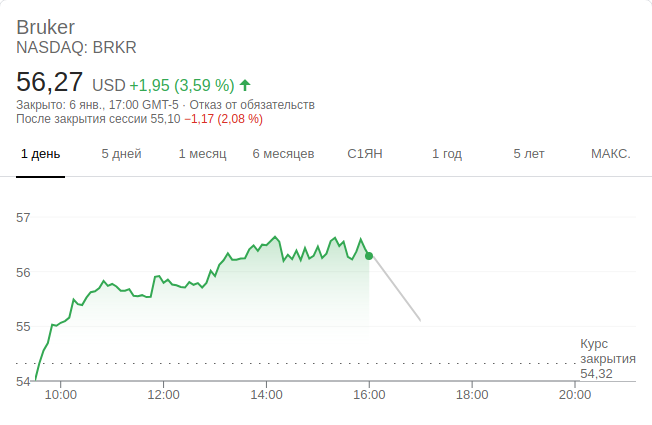 Bruker
NASDAQ: BRKR
56,27 USD +1,95 (3,59 %)
Закрыто: 6 янв., 17:00 GMT-5 · Отказ от обязательств
После закрытия сессии 55,10 −1,17 (2,08 %)
1 день 5 дней 1 месяц 6 месяцев С1ЯН 1 год 5 лет МАКС.
57
56
55
Курс
закрытия
54,32
54
10:00 12:00 14:00 16:00 18:00 20:00